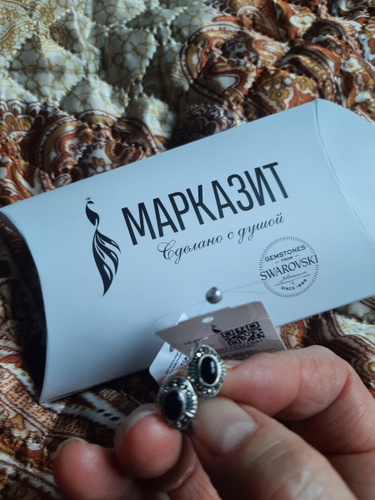 МАРКАЗИТ
Сделано с душой
GEMSTONES
FROM
SWAROVSKI
SINCE 1895